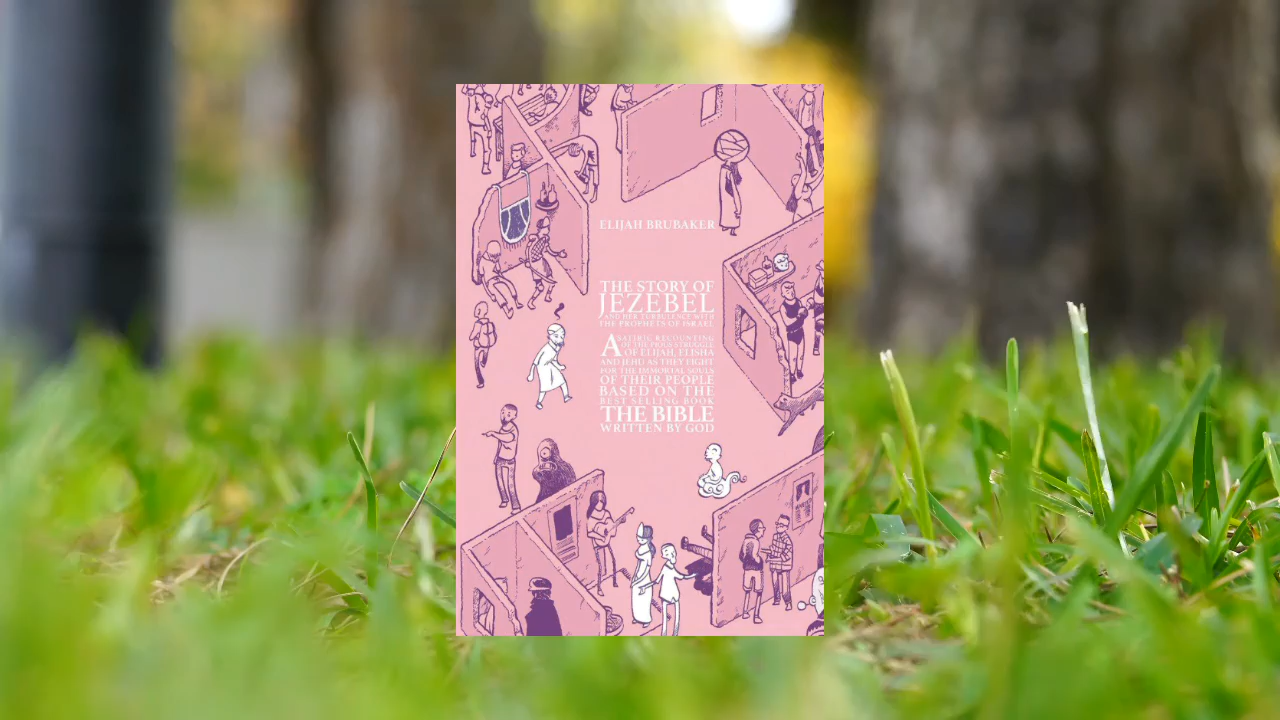 ELIJAH BRUBAKER
THE STORY OF
JEZEBEL
AND HER TURBULENCE WITH
THE PROPHETS OF ISRAEL
A SATIRIC RECOUNTING
OF THE PIOUS STRUGGLE
OF ELIJAH, ELISHA
AND JEHU AS THEY FIGHT
FOR THE IMMORTAL SOULS
OF THEIR PEOPLE
BASED ON THE
BEST SELLING BOOK
THE BIBLE
WRITTEN BY GOD